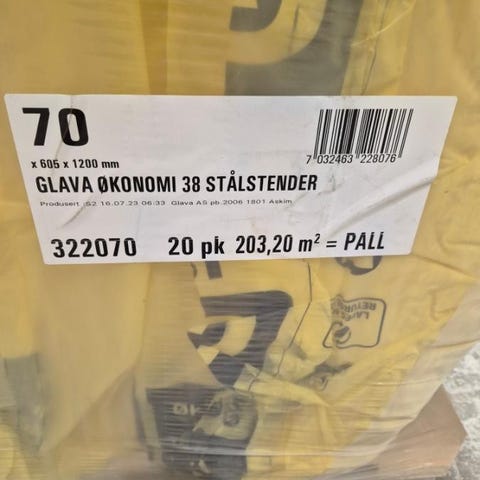 70
x 605 x 1200 mm
7 032463 228076
GLAVA ØKONOMI 38 STÅLSTENDER
Produsert :S2 16.07.23 06:33 Glava AS pb.2006 1801 Askim
322070 20 pk 203,20 m² = PALL